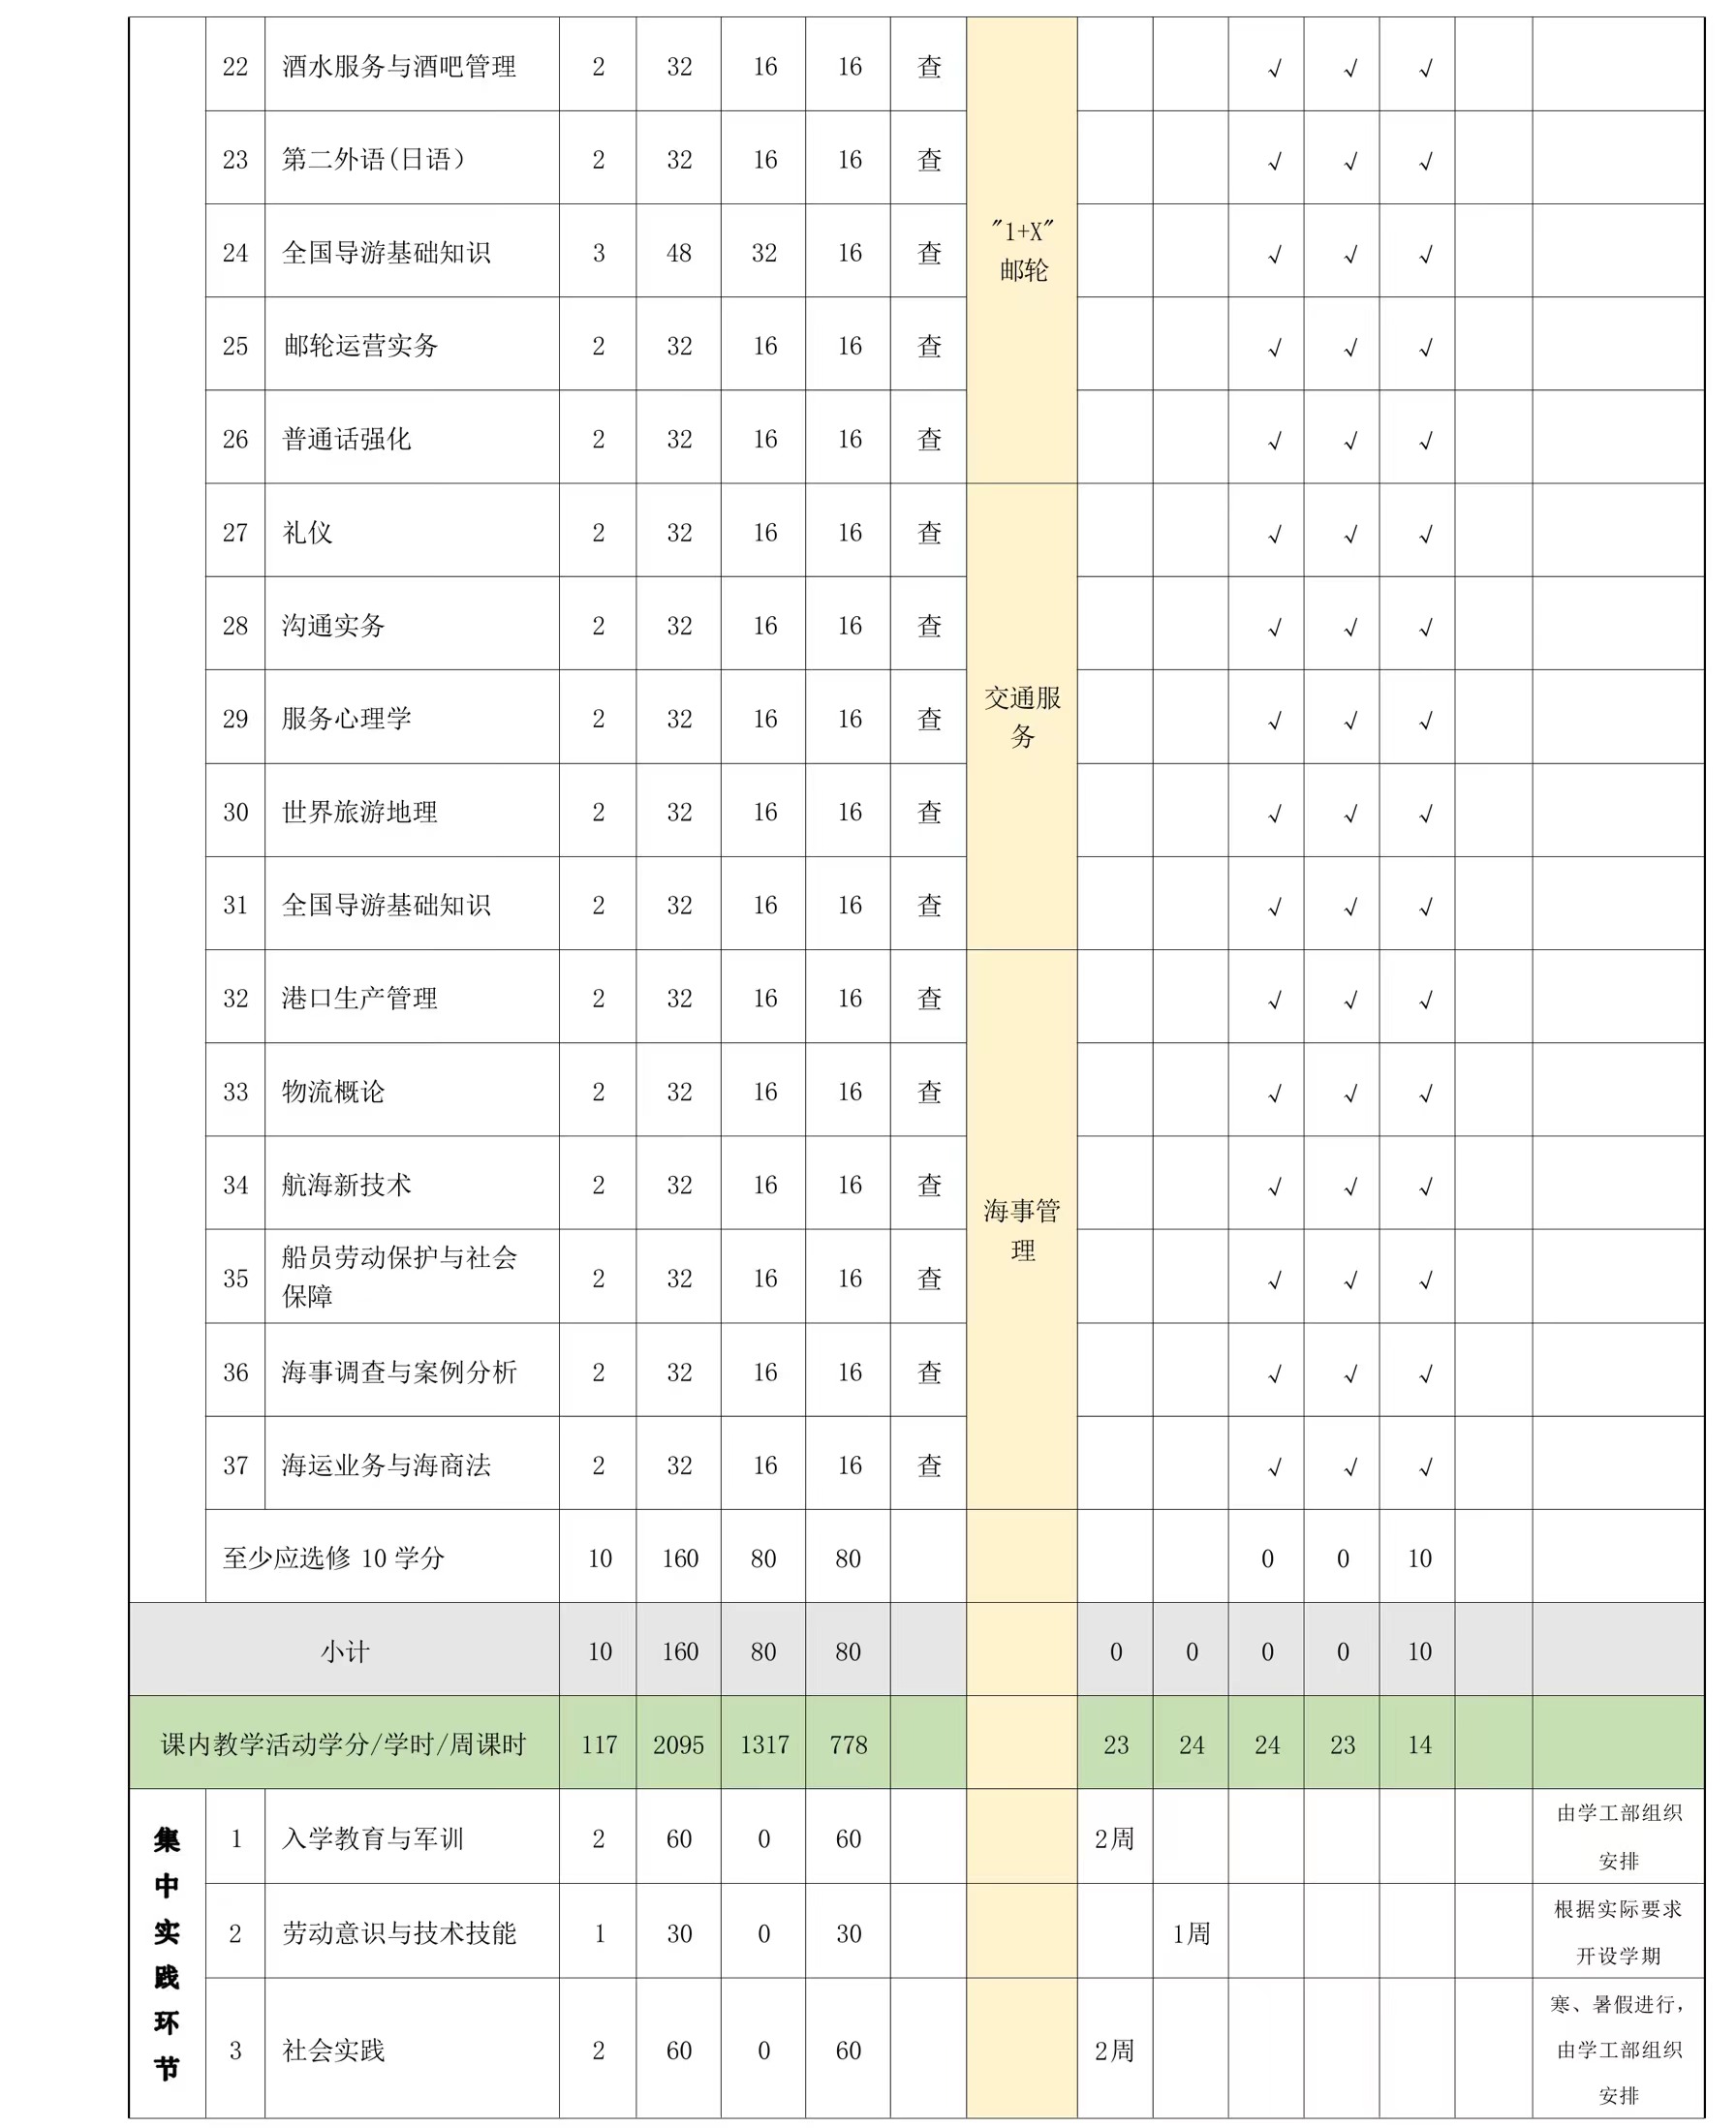 22 酒水服务与酒吧管理 2 32 16 16 查 √ √ √
23 第二外语(日语） 2 32 16 16 查 √ √ √
"1+X"
邮轮
24 全国导游基础知识 3 48 32 16 查 √ √ √
25 邮轮运营实务 2 32 16 16 查 √ √ √
26 普通话强化 2 32 16 16 查 √ √ √
27 礼仪 2 32 16 16 查 √ √ √
28 沟通实务 2 32 16 16 查 √ √ √
交通服
务
29 服务心理学 2 32 16 16 查 √ √ √
30 世界旅游地理 2 32 16 16 查 √ √ √
31 全国导游基础知识 2 32 16 16 查 √ √ √
32 港口生产管理 2 32 16 16 查 √ √ √
33 物流概论 2 32 16 16 查 √ √ √
34 航海新技术 2 32 16 16 查 √ √ √
海事管
理
35 船员劳动保护与社会
保障 2 32 16 16 查 √ √ √
36 海事调查与案例分析 2 32 16 16 查 √ √ √
37 海运业务与海商法 2 32 16 16 查 √ √ √
至少应选修 10 学分 10 160 80 80 0 0 10
小计 10 160 80 80 0 0 0 0 10
课内教学活动学分/学时/周课时 117 2095 1317 778 23 24 24 23 14
集
中
实
践
环
节
1 入学教育与军训 2 60 0 60 2周 由学工部组织
安排
2 劳动意识与技术技能 1 30 0 30 1周 根据实际要求
开设学期
3 社会实践 2 60 0 60 2周 寒、暑假进行，
由学工部组织
安排